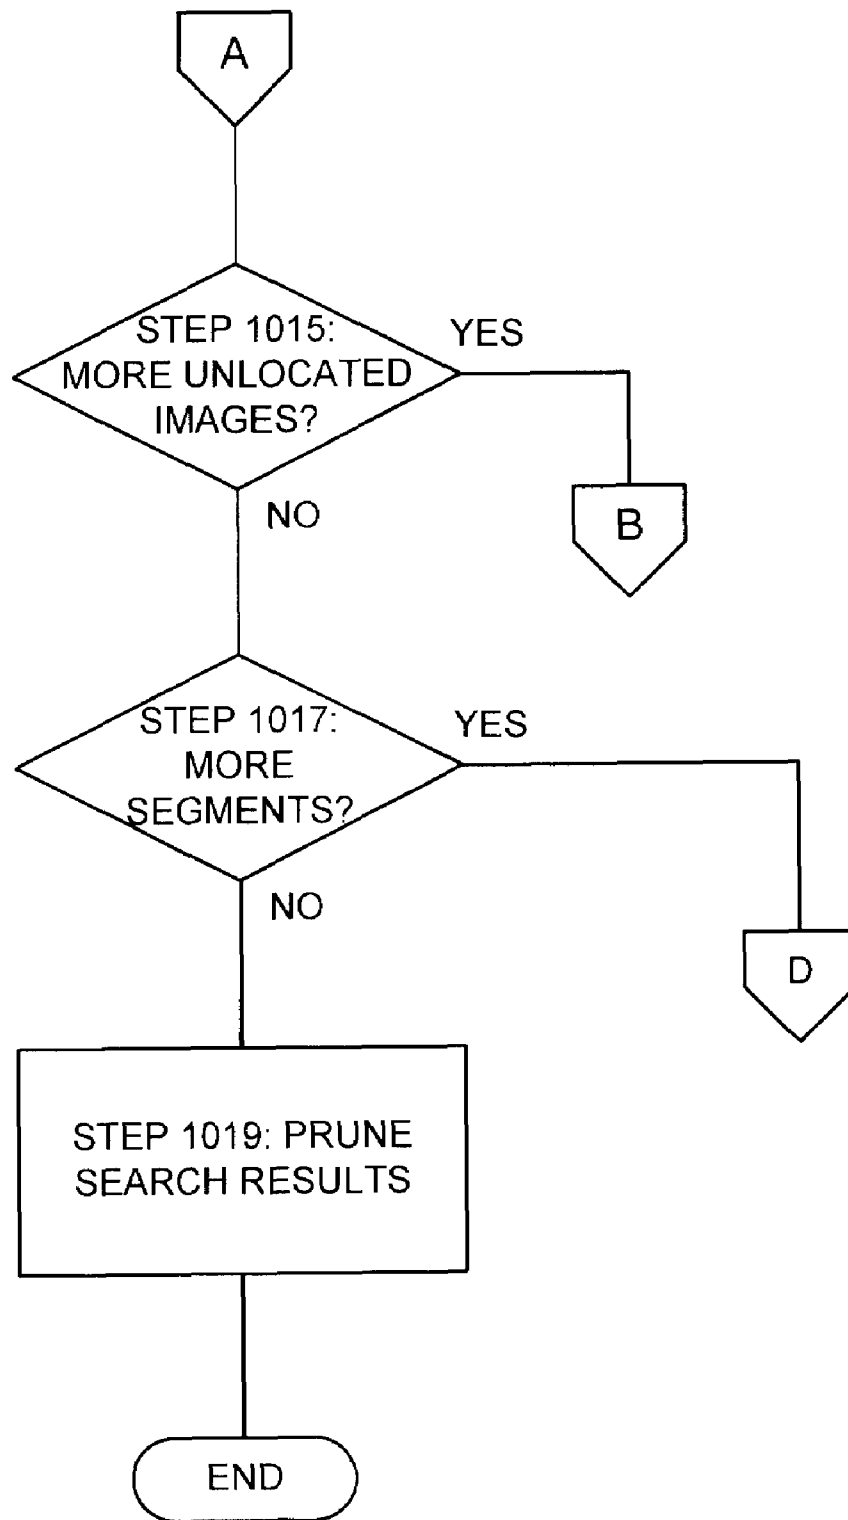 A
STEP 1015:
MORE UNLOCATED
IMAGES?
YES
NO
B
STEP 1017:
MORE
SEGMENTS?
YES
NO
D
STEP 1019: PRUNE
SEARCH RESULTS
END